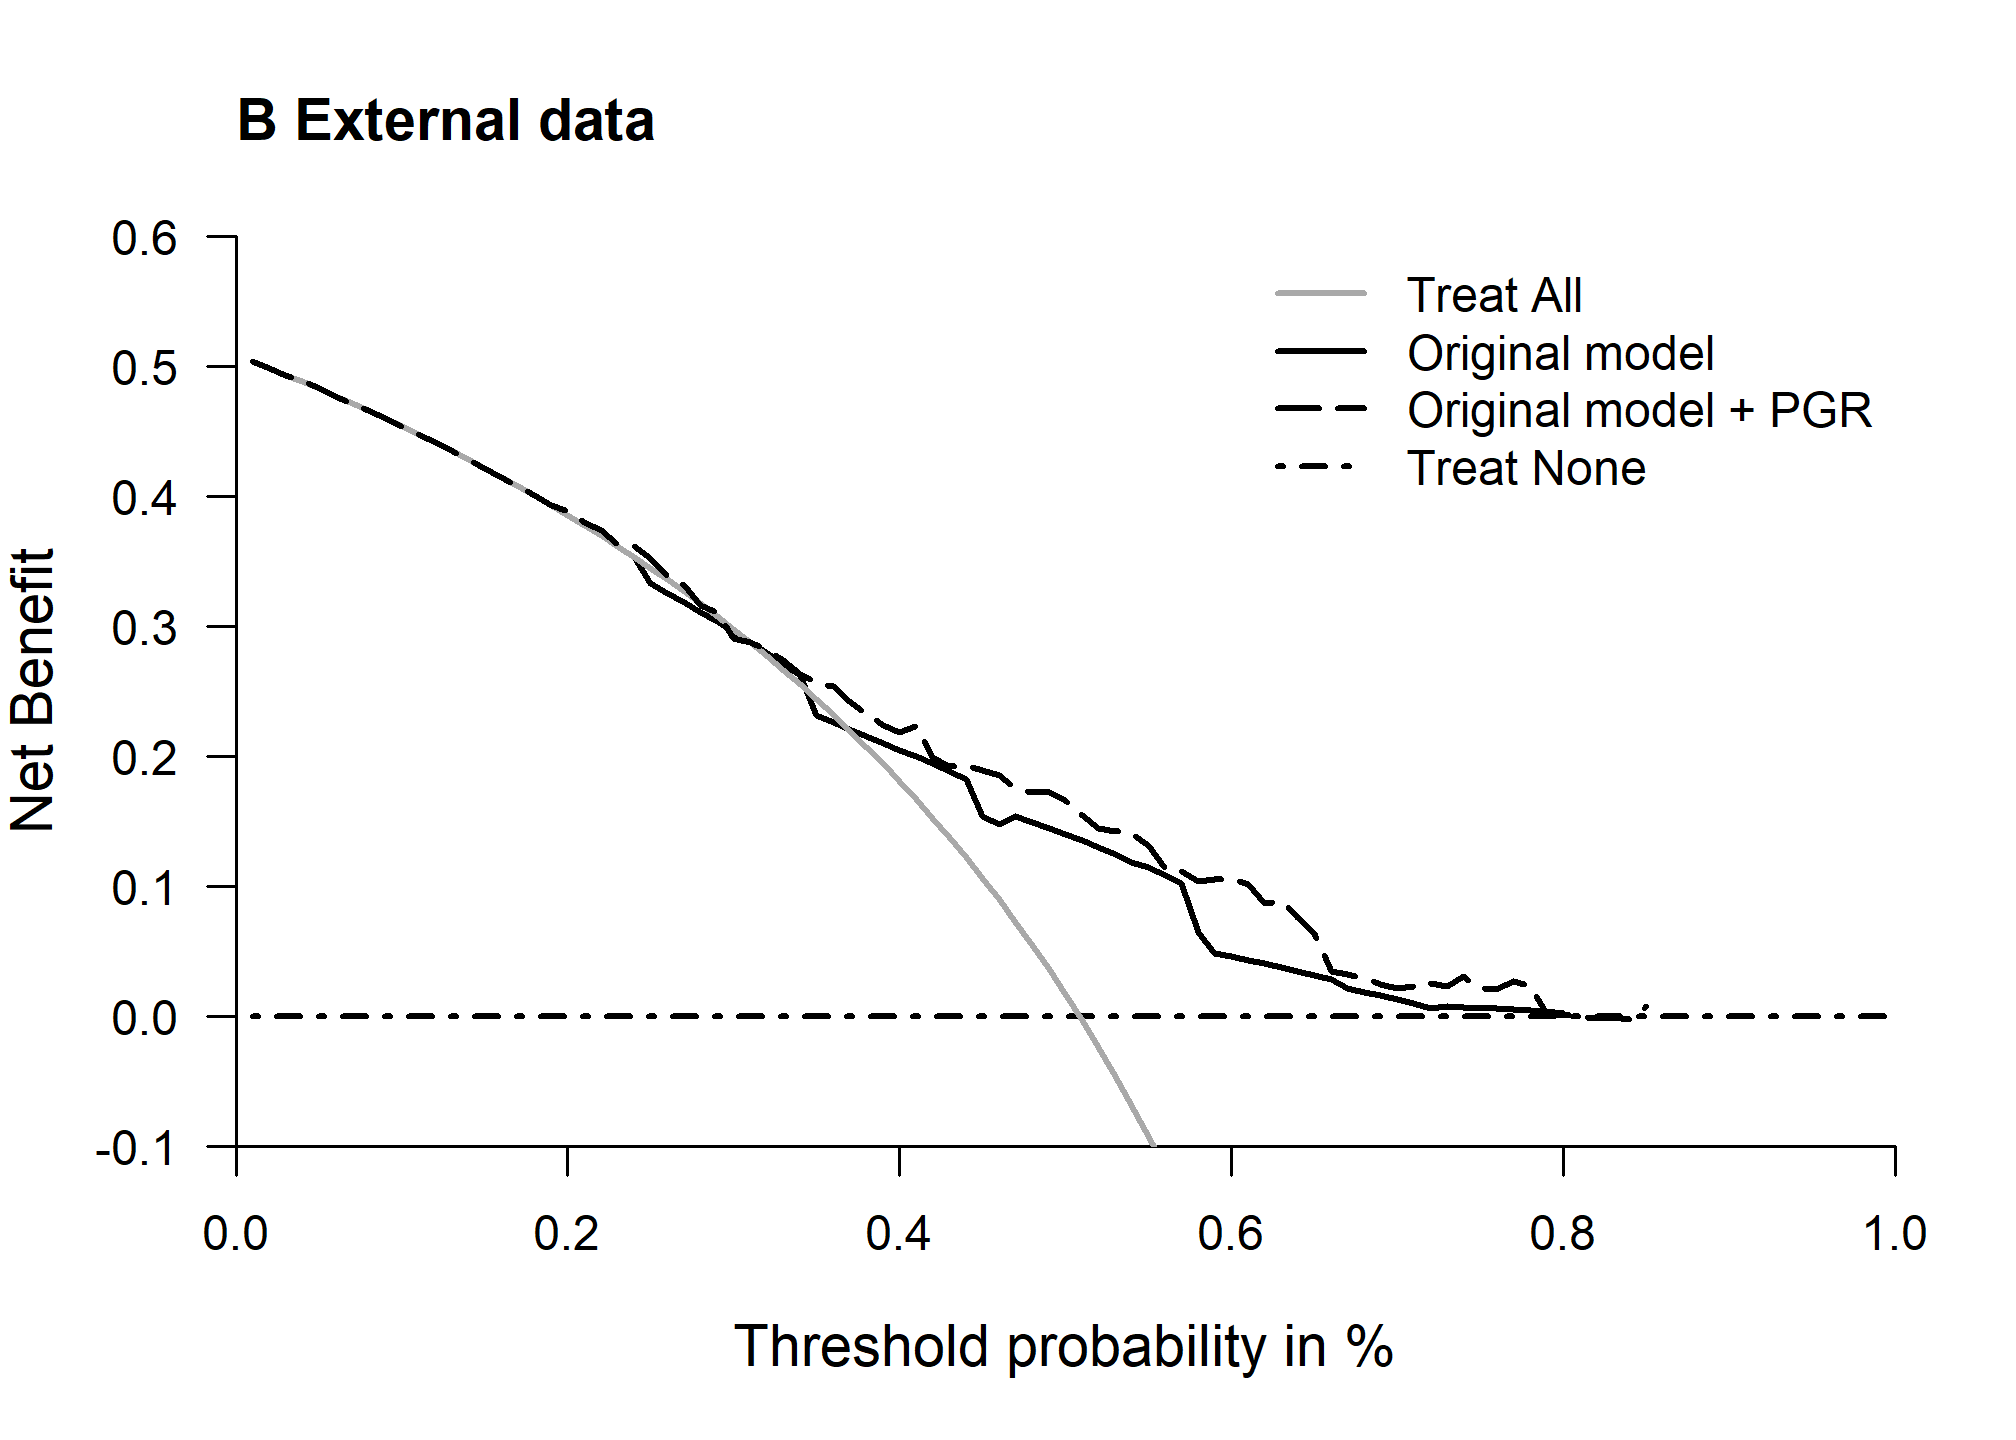 B External data
0.6
0.5
0.4
0.3
0.2
0.1
0.0
-0.1
Net Benefit
Treat All
Original model
Original model + PGR
Treat None
0.0 0.2 0.4 0.6 0.8 1.0
Threshold probability in %